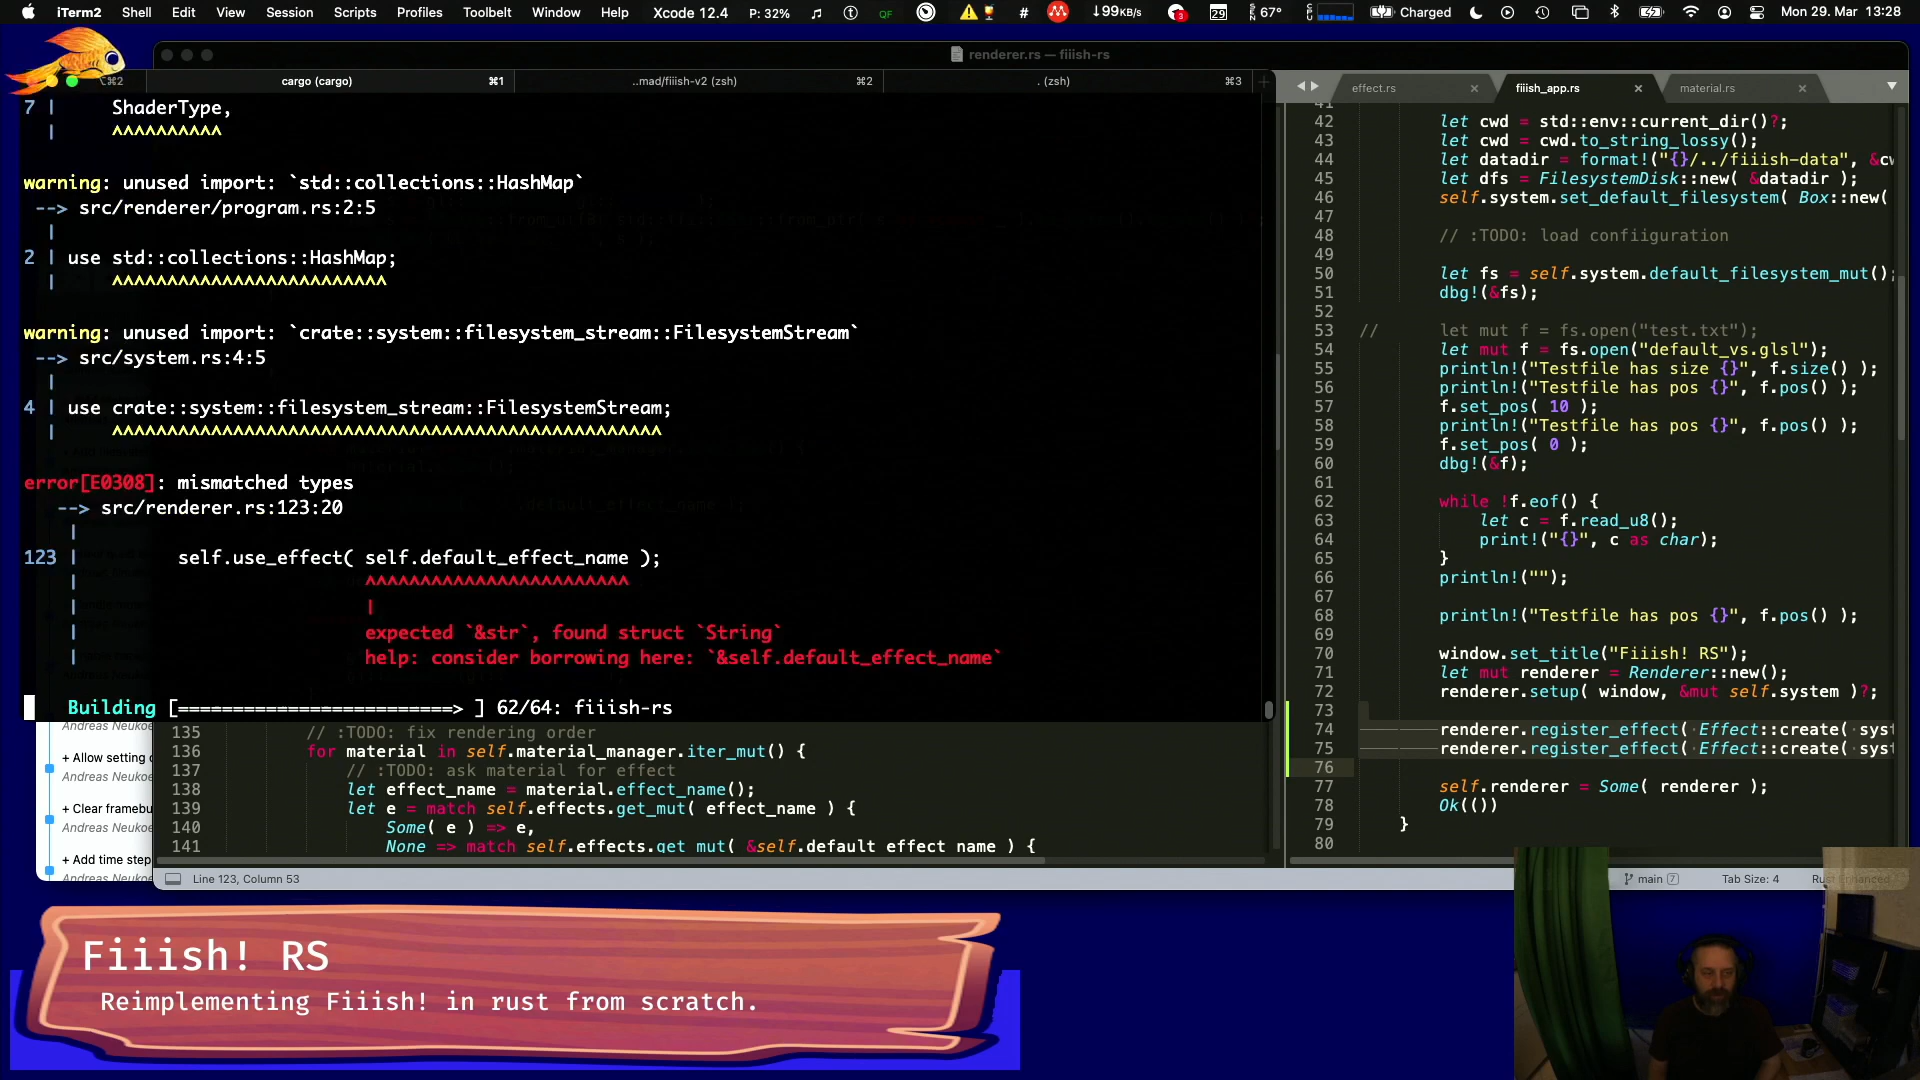 iTerm2 Shell Edit View Session Scripts Profiles Toolbelt Window Help Xcode 12.4 P: 32% QF # ↓99KB/s 3 29 67° Charged Mon 29. Mar 13:28
renderer.rs — fiiish-rs
⌥⌘2 cargo (cargo) ⌘1 ..mad/fiiish-v2 (zsh) ⌘2 . (zsh) ⌘3
7 | ShaderType,
| ^^^^^^^^^^
warning: unused import: `std::collections::HashMap`
--> src/renderer/program.rs:2:5
|
2 | use std::collections::HashMap;
| ^^^^^^^^^^^^^^^^^^^^^^^^^
warning: unused import: `crate::system::filesystem_stream::FilesystemStream`
--> src/system.rs:4:5
|
4 | use crate::system::filesystem_stream::FilesystemStream;
| ^^^^^^^^^^^^^^^^^^^^^^^^^^^^^^^^^^^^^^^^^^^^^^^^^^
error[E0308]: mismatched types
--> src/renderer.rs:123:20
|
123 | self.use_effect( self.default_effect_name );
| ^^^^^^^^^^^^^^^^^^^^^^^^
| |
| expected `&str`, found struct `String`
| help: consider borrowing here: `&self.default_effect_name`
Building [=========================> ] 62/64: fiiish-rs
135 // :TODO: fix rendering order
136 for material in self.material_manager.iter_mut() {
137 // :TODO: ask material for effect
138 let effect_name = material.effect_name();
139 let e = match self.effects.get_mut( effect_name ) {
140 Some( e ) => e,
141 None => match self.effects.get_mut( &self.default_effect_name ) {
Line 123, Column 53
Andreas Neukoe
+ Allow setting
Andreas Neukoe
+ Clear framebu
Andreas Neukoe
+ Add time step
Andreas Neukoe
effect.rs fiiish_app.rs material.rs
41
42 let cwd = std::env::current_dir()?;
43 let cwd = cwd.to_string_lossy();
44 let datadir = format!("{}/../fiiish-data", &cw
45 let dfs = FilesystemDisk::new( &datadir );
46 self.system.set_default_filesystem( Box::new(
47
48 // :TODO: load confiiguration
49
50 let fs = self.system.default_filesystem_mut();
51 dbg!(&fs);
52
53 // let mut f = fs.open("test.txt");
54 let mut f = fs.open("default_vs.glsl");
55 println!("Testfile has size {}", f.size() );
56 println!("Testfile has pos {}", f.pos() );
57 f.set_pos( 10 );
58 println!("Testfile has pos {}", f.pos() );
59 f.set_pos( 0 );
60 dbg!(&f);
61
62 while !f.eof() {
63 let c = f.read_u8();
64 print!("{}", c as char);
65 }
66 println!("");
67
68 println!("Testfile has pos {}", f.pos() );
69
70 window.set_title("Fiiish! RS");
71 let mut renderer = Renderer::new();
72 renderer.setup( window, &mut self.system )?;
73
74 renderer.register_effect( Effect::create( syst
75 renderer.register_effect( Effect::create( syst
76
77 self.renderer = Some( renderer );
78 Ok(())
79 }
80
main 7 Tab Size: 4
Fiiish! RS
Reimplementing Fiiish! in rust from scratch.